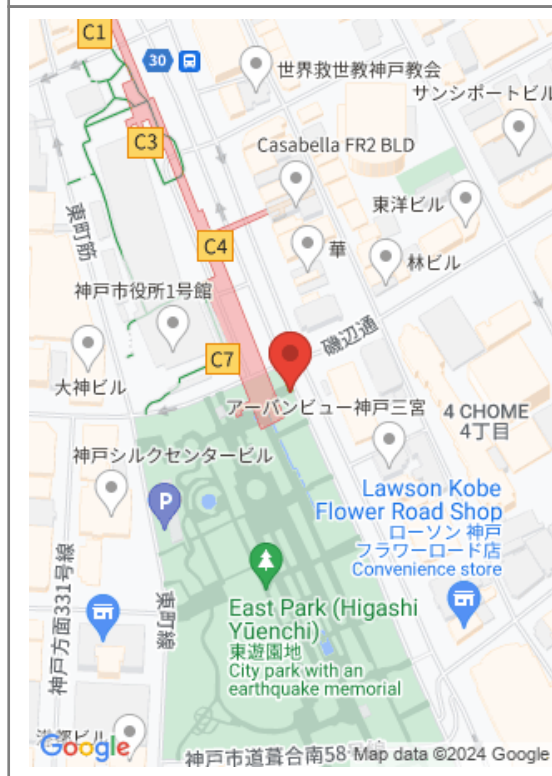 C1
30
世界救世教神戸教会
サンシポートビル
C3
Casabella FR2 BLD
東洋ビル
東町筋
C4
華
林ビル
神戸市役所1号館
磯辺通
C7
大神ビル
アーバンビュー神戸三宮
4 CHOME
4丁目
神戸シルクセンタービル
P
Lawson Kobe
Flower Road Shop
ローソン 神戸
フラワーロード店
Convenience store
神戸方面331号線
東町線
East Park (Higashi
Yūenchi)
東遊園地
City park with an
earthquake memorial
Google
神戸市道葺合南58
Map data ©2024 Google